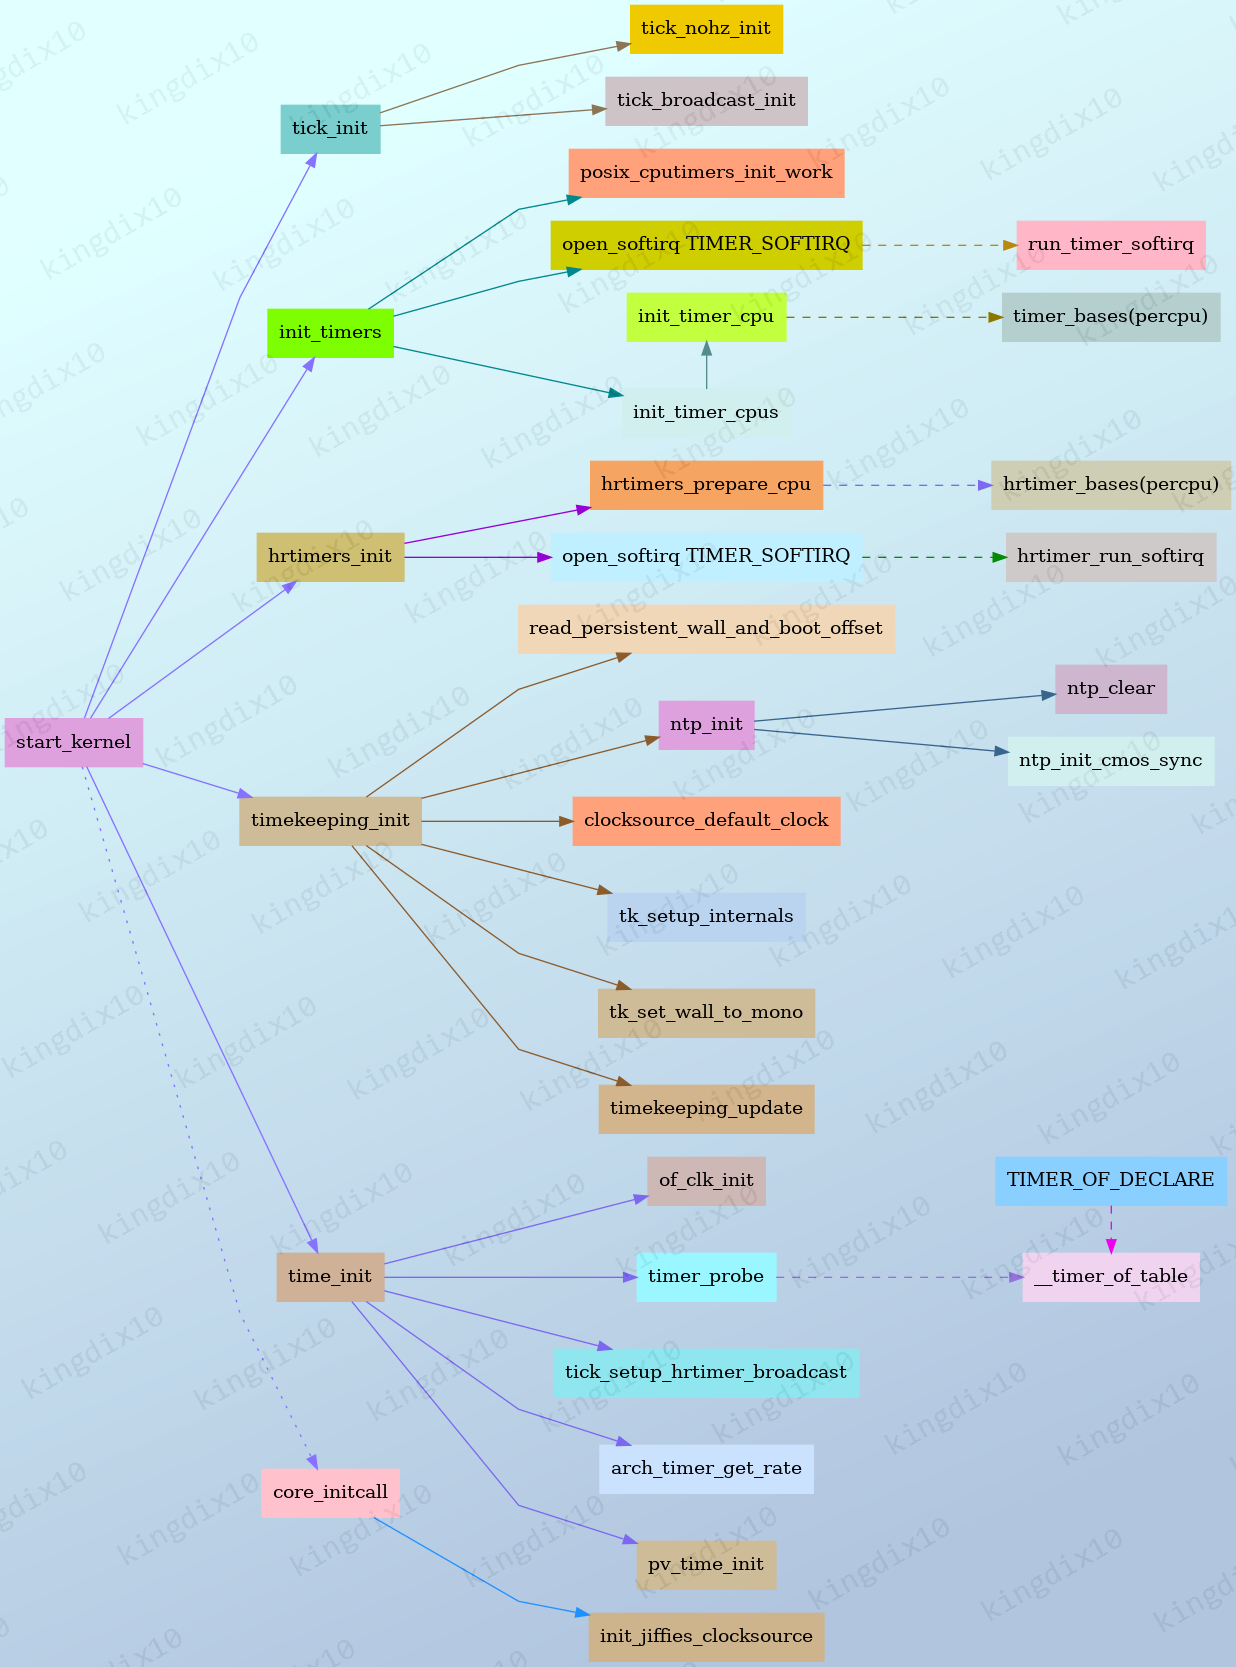 tick_nohz_init
tick_broadcast_init
tick_init
posix_cputimers_init_work
open_softirq TIMER_SOFTIRQ
run_timer_softirq
init_timers
init_timer_cpu
timer_bases(percpu)
init_timer_cpus
hrtimers_prepare_cpu
hrtimer_bases(percpu)
hrtimers_init
open_softirq TIMER_SOFTIRQ
hrtimer_run_softirq
read_persistent_wall_and_boot_offset
ntp_clear
start_kernel
ntp_init
ntp_init_cmos_sync
timekeeping_init
clocksource_default_clock
tk_setup_internals
tk_set_wall_to_mono
timekeeping_update
of_clk_init
TIMER_OF_DECLARE
time_init
timer_probe
__timer_of_table
tick_setup_hrtimer_broadcast
arch_timer_get_rate
core_initcall
pv_time_init
init_jiffies_clocksource
kingdix10